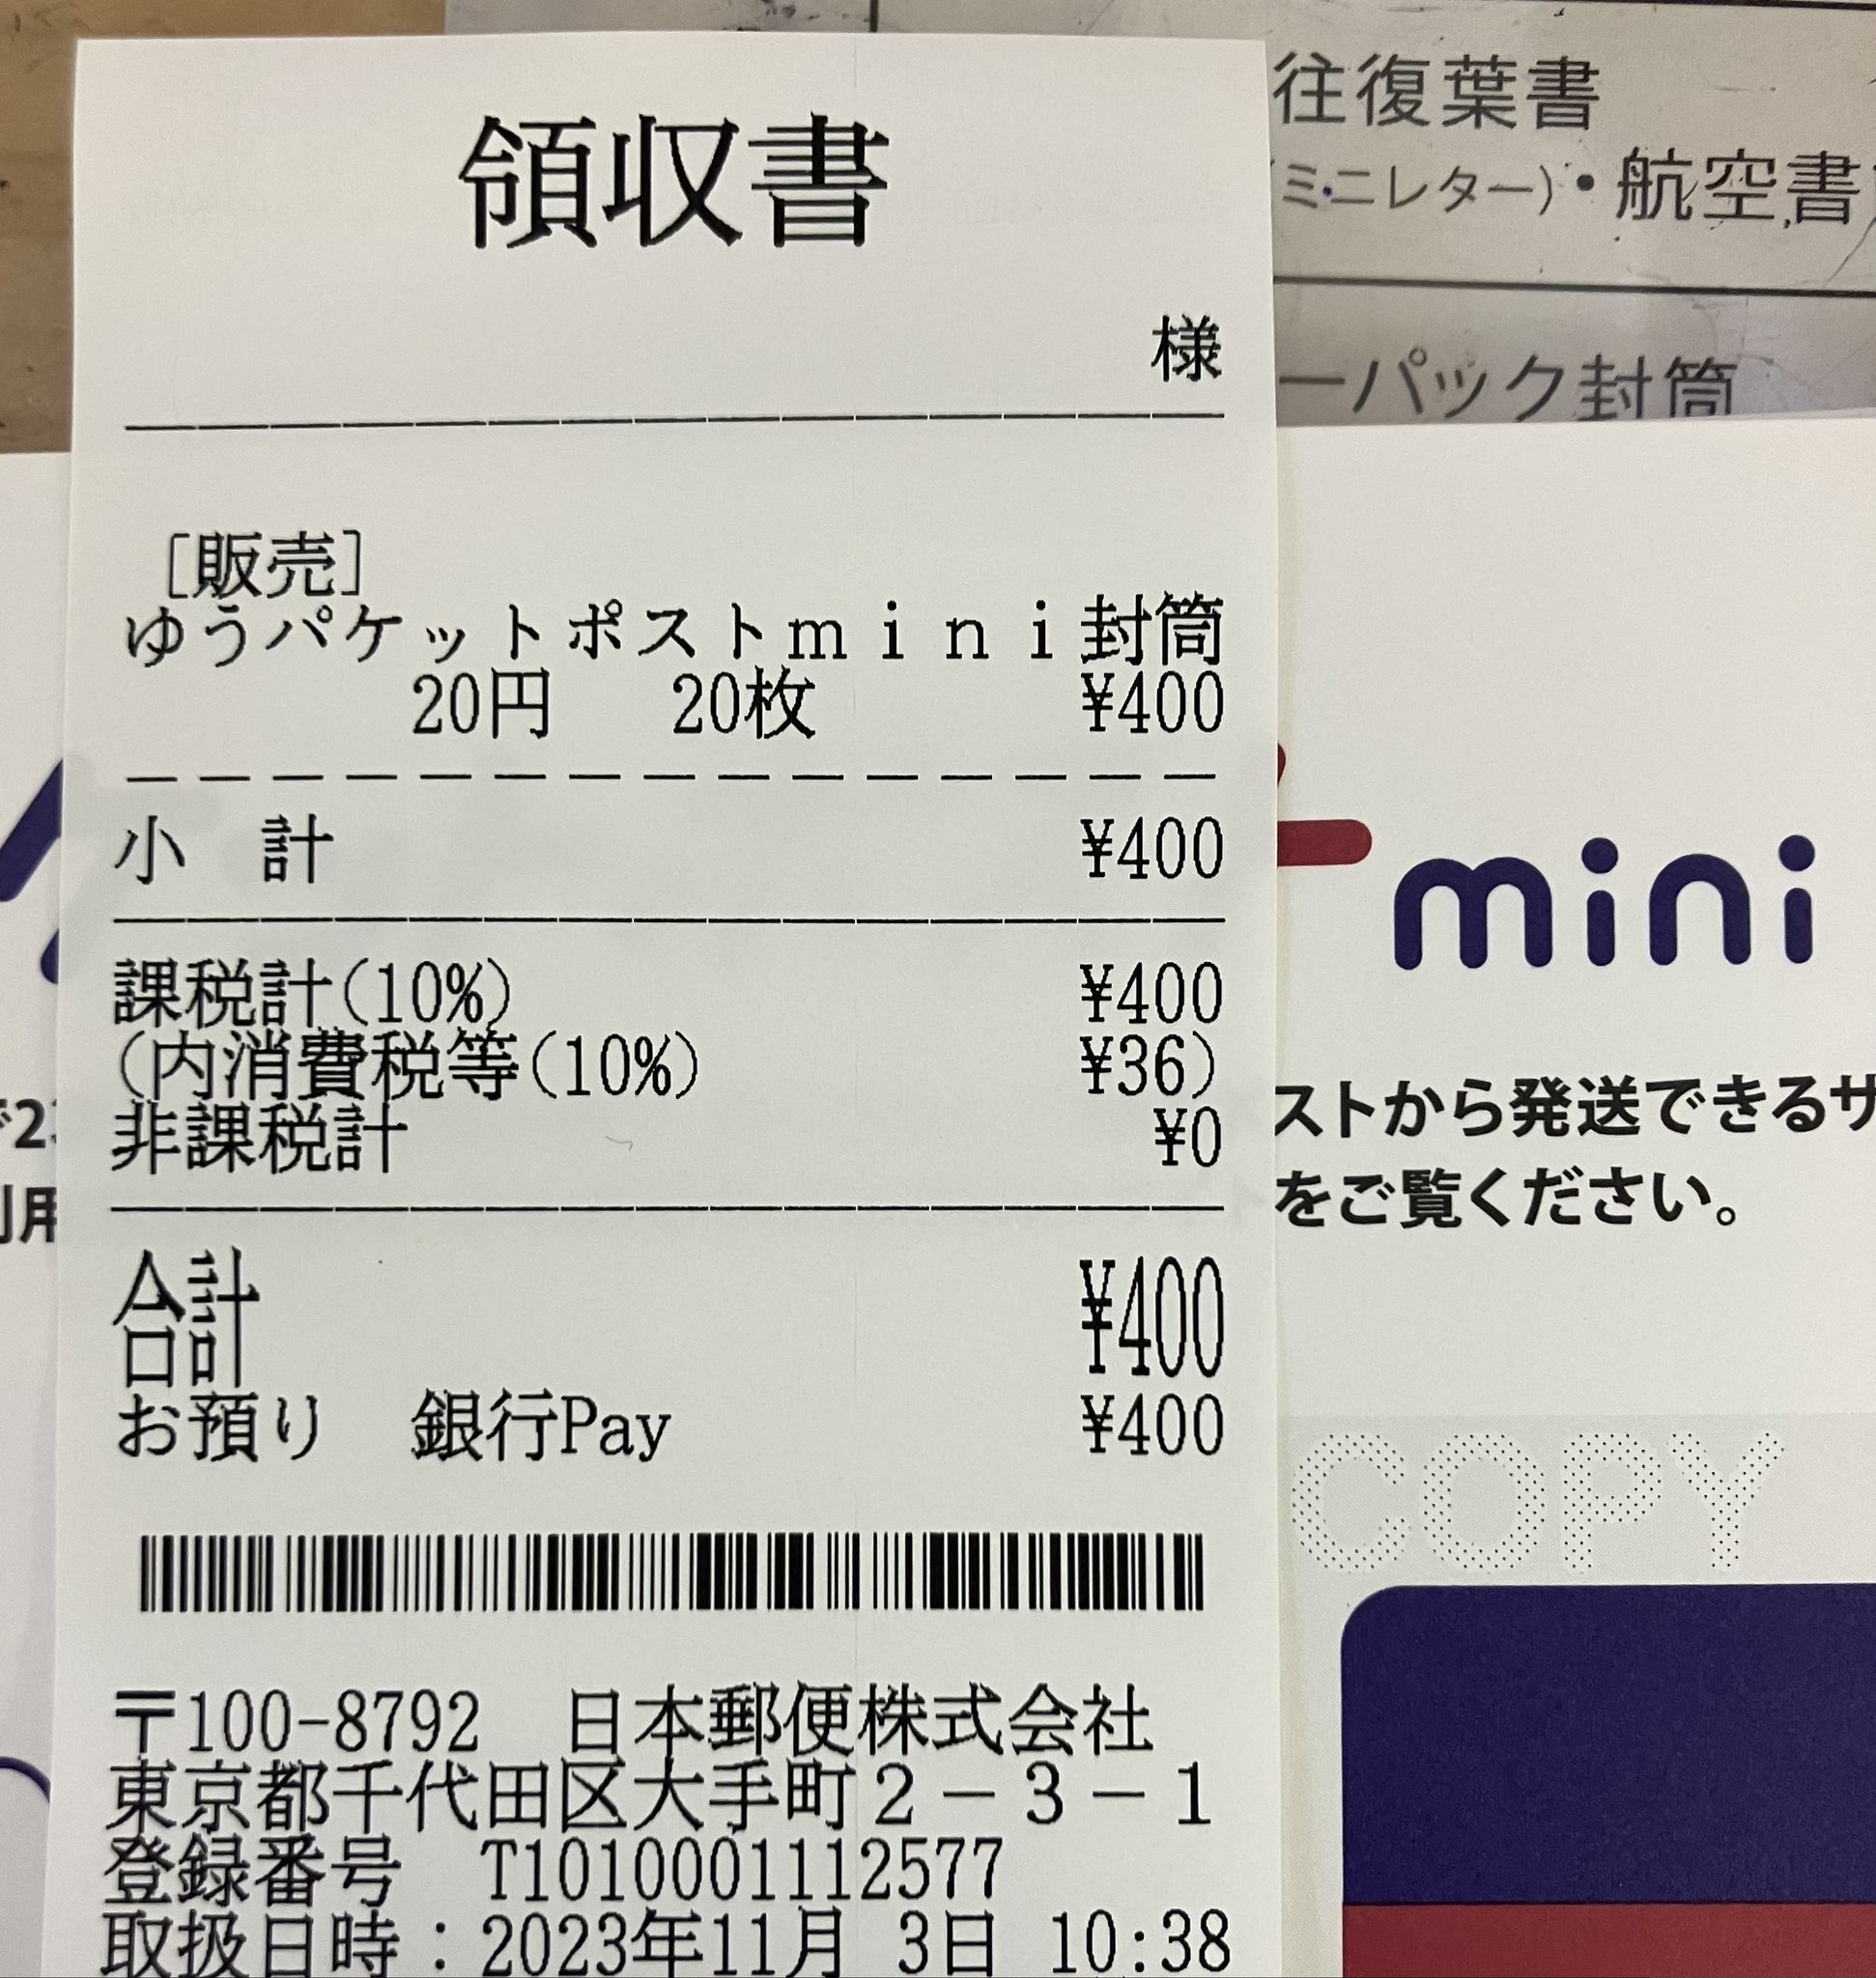 領収書
様
[販売]
ゆうパケットポストｍｉｎｉ封筒
20円 20枚 ¥400
小 計 ¥400
課税計(10%) ¥400
(内消費税等(10%) ¥36)
非課税計 ¥0
合計 ¥400
お預り 銀行Pay ¥400
〒100-8792 日本郵便株式会社
東京都千代田区大手町２－３－１
登録番号 T1010001112577
取扱日時：2023年11月 3日 10:38
往復葉書
(ミニレター)・航空書
ーパック封筒
mini
ストから発送できるサ
をご覧ください。
COPY